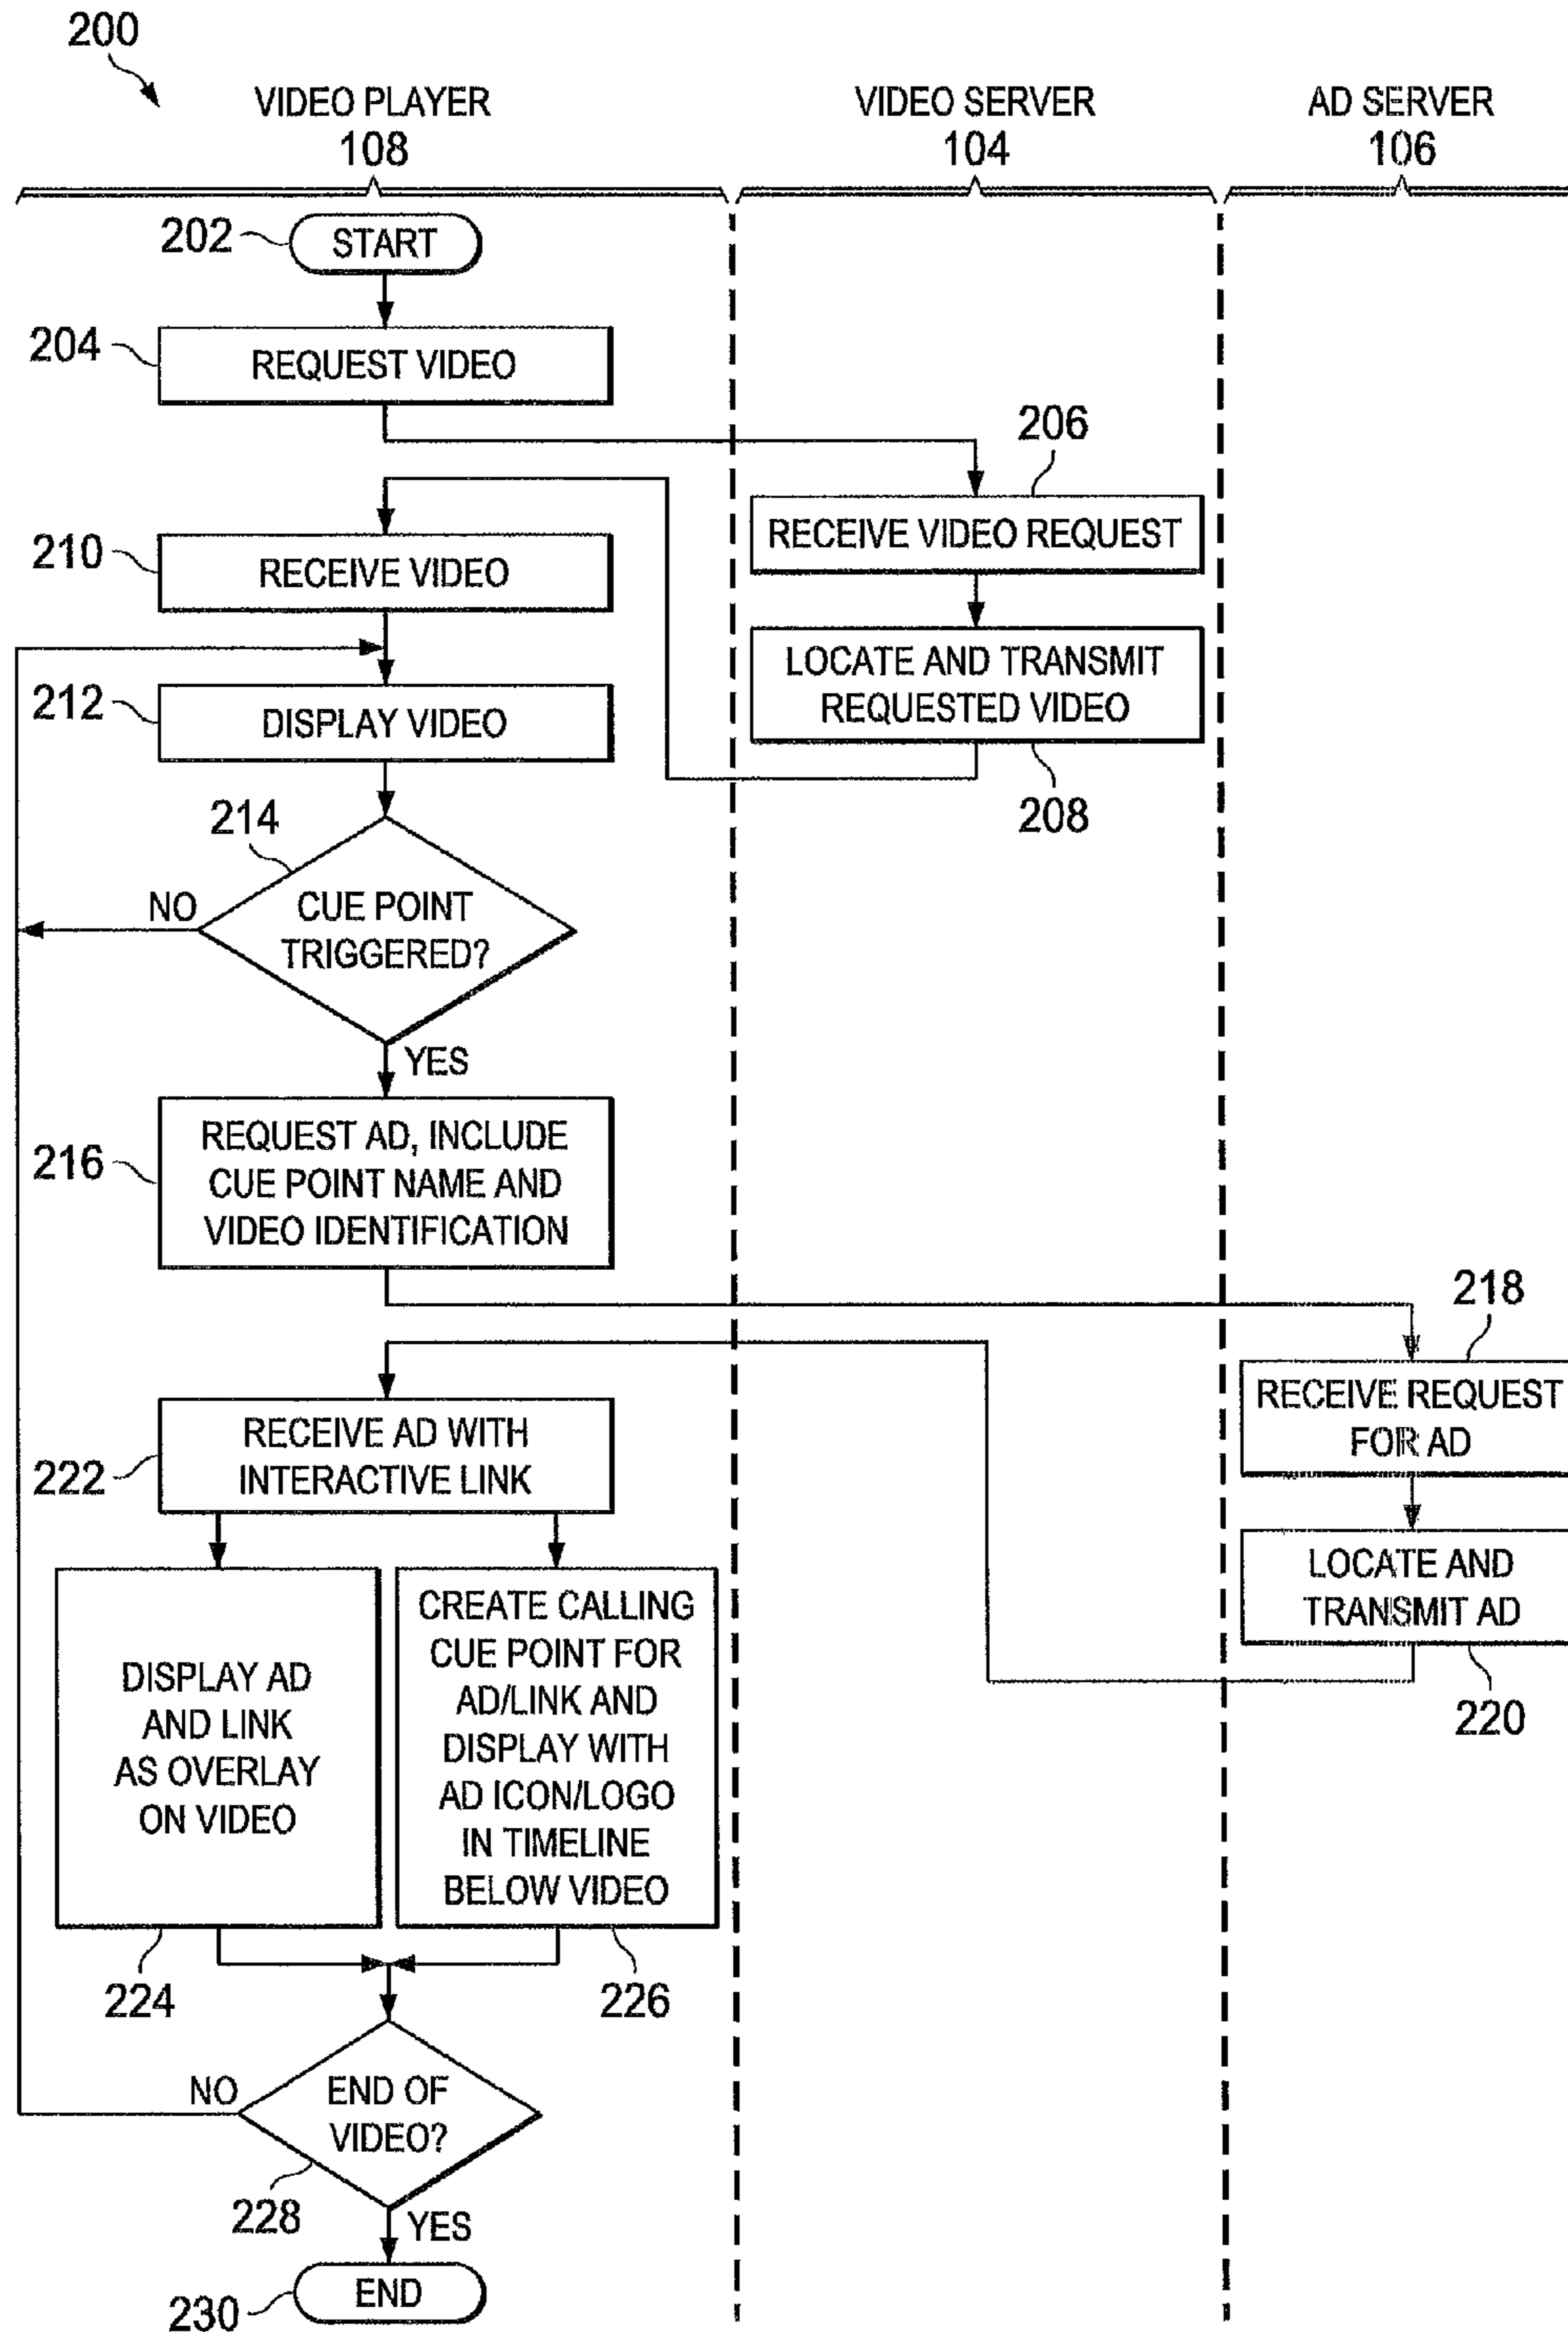 200
VIDEO PLAYER
108
VIDEO SERVER
104
AD SERVER
106
202
START
204
REQUEST VIDEO
206
RECEIVE VIDEO REQUEST
210
RECEIVE VIDEO
LOCATE AND TRANSMIT
REQUESTED VIDEO
208
212
DISPLAY VIDEO
214
CUE POINT
TRIGGERED?
NO
YES
216
REQUEST AD, INCLUDE
CUE POINT NAME AND
VIDEO IDENTIFICATION
218
RECEIVE REQUEST
FOR AD
LOCATE AND
TRANSMIT AD
220
222
RECEIVE AD WITH
INTERACTIVE LINK
DISPLAY AD
AND LINK
AS OVERLAY
ON VIDEO
224
CREATE CALLING
CUE POINT FOR
AD/LINK AND
DISPLAY WITH
AD ICON/LOGO
IN TIMELINE
BELOW VIDEO
226
END OF
VIDEO?
NO
228
YES
230
END